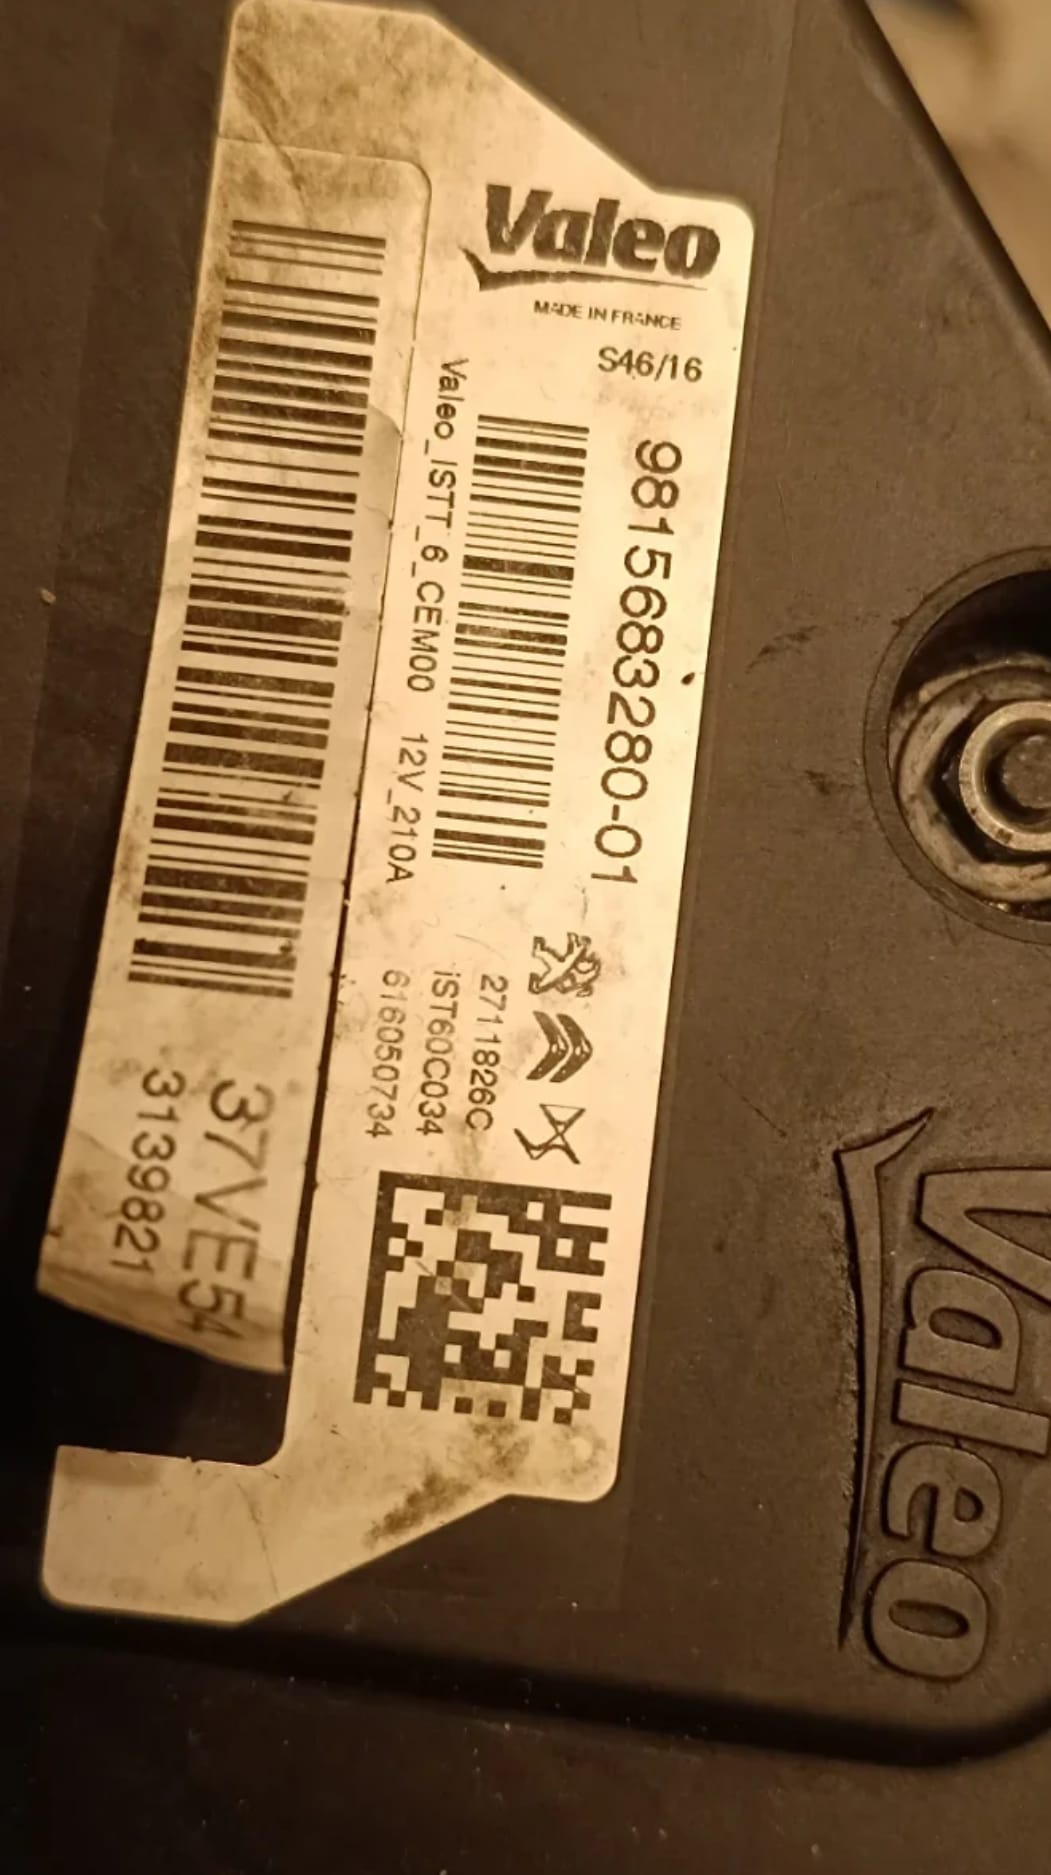 Valeo
MADE IN FRANCE
S46/16
9815683280-01
Valeo_iSTT_6_CEM00 12V_210A
2711826C
iST60C034
616050734
37VE54
3139821
Valeo